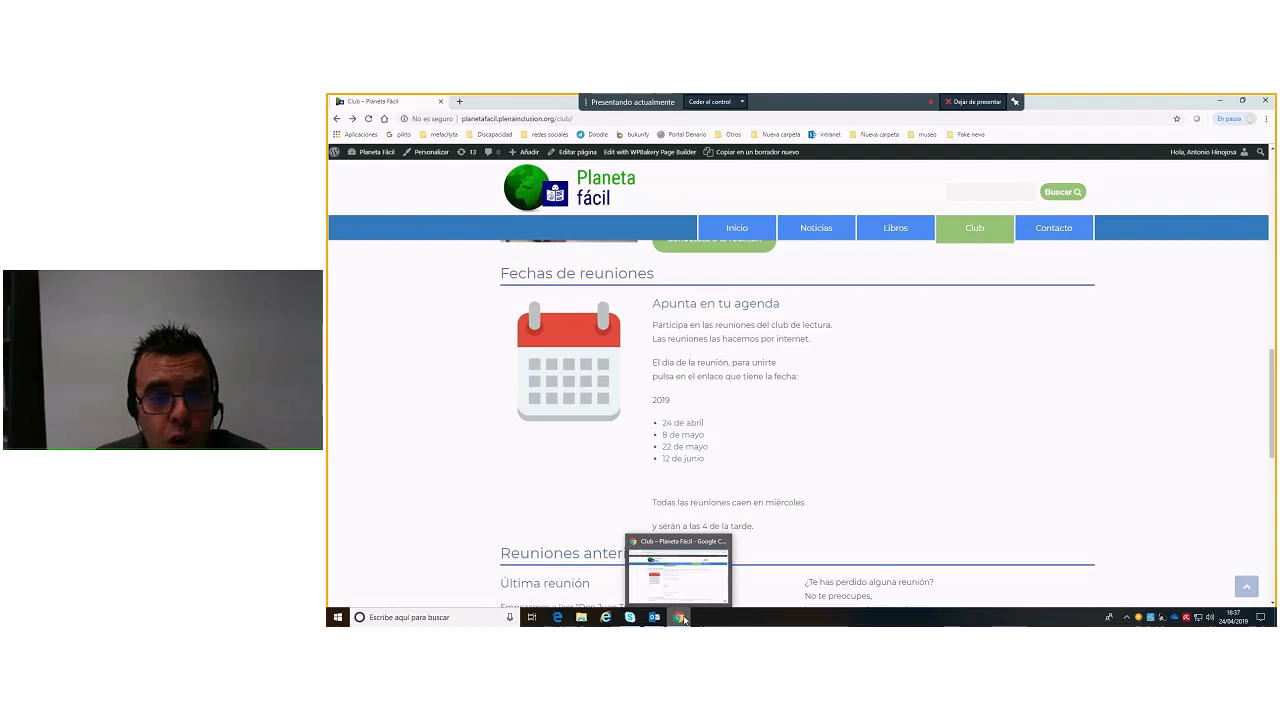 Club – Planeta Fácil
Presentando actualmente
Ceder el control
Dejar de presentar
No es seguro
planetafacil.plenainclusion.org/club/
En pausa
Aplicaciones
pikto
mefacilyta
Discapacidad
redes sociales
Doodle
bukunfy
Portal Denario
Otros
Nueva carpeta
intranet
Nueva carpeta
museo
Fake news
Planeta Fácil
Personalizar
13
0
Añadir
Editar página
Edit with WPBakery Page Builder
Copiar en un borrador nuevo
Hola, Antonio Hinojosa
Planeta
fácil
Buscar
Inicio
Noticias
Libros
Club
Contacto
Fechas de reuniones
Apunta en tu agenda
Participa en las reuniones del club de lectura.
Las reuniones las hacemos por internet.
El día de la reunión, para unirte
pulsa en el enlace que tiene la fecha:
2019
24 de abril
8 de mayo
22 de mayo
12 de junio
Todas las reuniones caen en miércoles
y serán a las 4 de la tarde.
Club – Planeta Fácil - Google C...
Reuniones anteri
Última reunión
¿Te has perdido alguna reunión?
No te preocupes,
Escribe aquí para buscar
16:37
24/04/2019